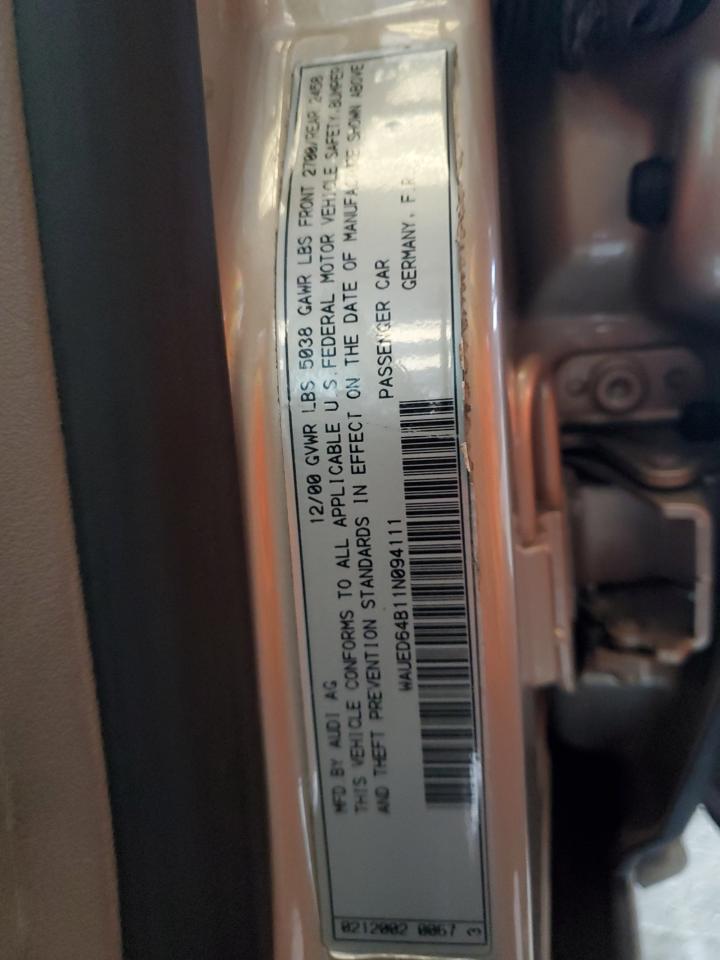 MFD BY AUDI AG 12/00 GVWR LBS 5038 GAWR LBS FRONT 2700/REAR 2458
THIS VEHICLE CONFORMS TO ALL APPLICABLE U.S.FEDERAL MOTOR VEHICLE SAFETY,BUMPER
AND THEFT PREVENTION STANDARDS IN EFFECT ON THE DATE OF MANUFACTURE SHOWN ABOVE
WAUED64B11N094111 PASSENGER CAR
GERMANY, F.R.
0212002 0067 3